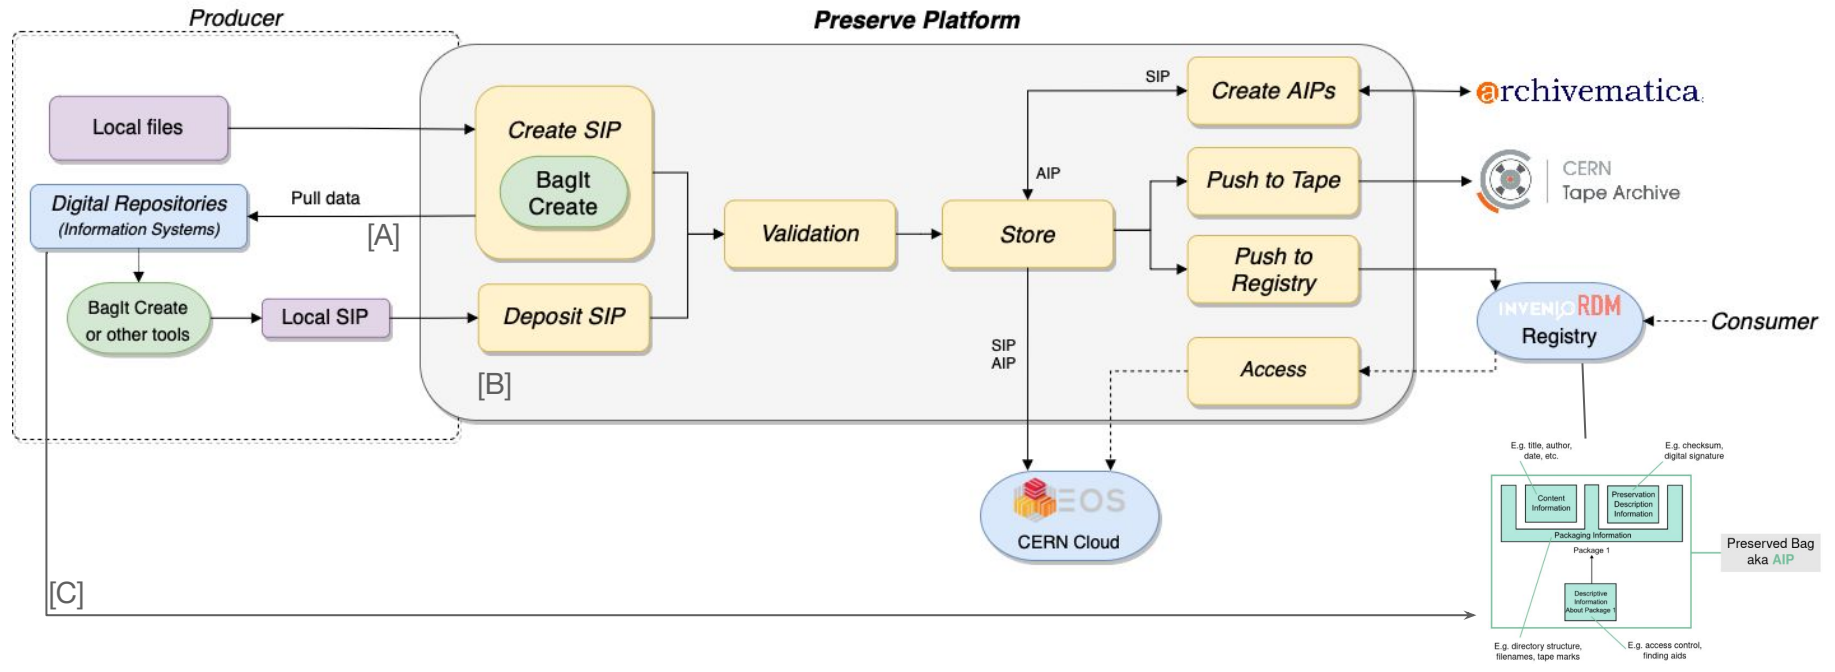 Producer
Preserve Platform
Local files
Digital Repositories
(Information Systems)
Pull data
[A]
BagIt Create
or other tools
Local SIP
Create SIP
BagIt
Create
Deposit SIP
[B]
Validation
Store
SIP
AIP
SIP
AIP
Create AIPs
Push to Tape
Push to
Registry
Access
archivematica
CERN
Tape Archive
INVENIO RDM
Registry
Consumer
EOS
CERN Cloud
[C]
E.g. title, author,
date, etc.
E.g. checksum,
digital signature
Content
Information
Preservation
Description
Information
Packaging Information
Package 1
Descriptive
Information
About Package 1
E.g. directory structure,
filenames, tape marks
E.g. access control,
finding aids
Preserved Bag
aka AIP